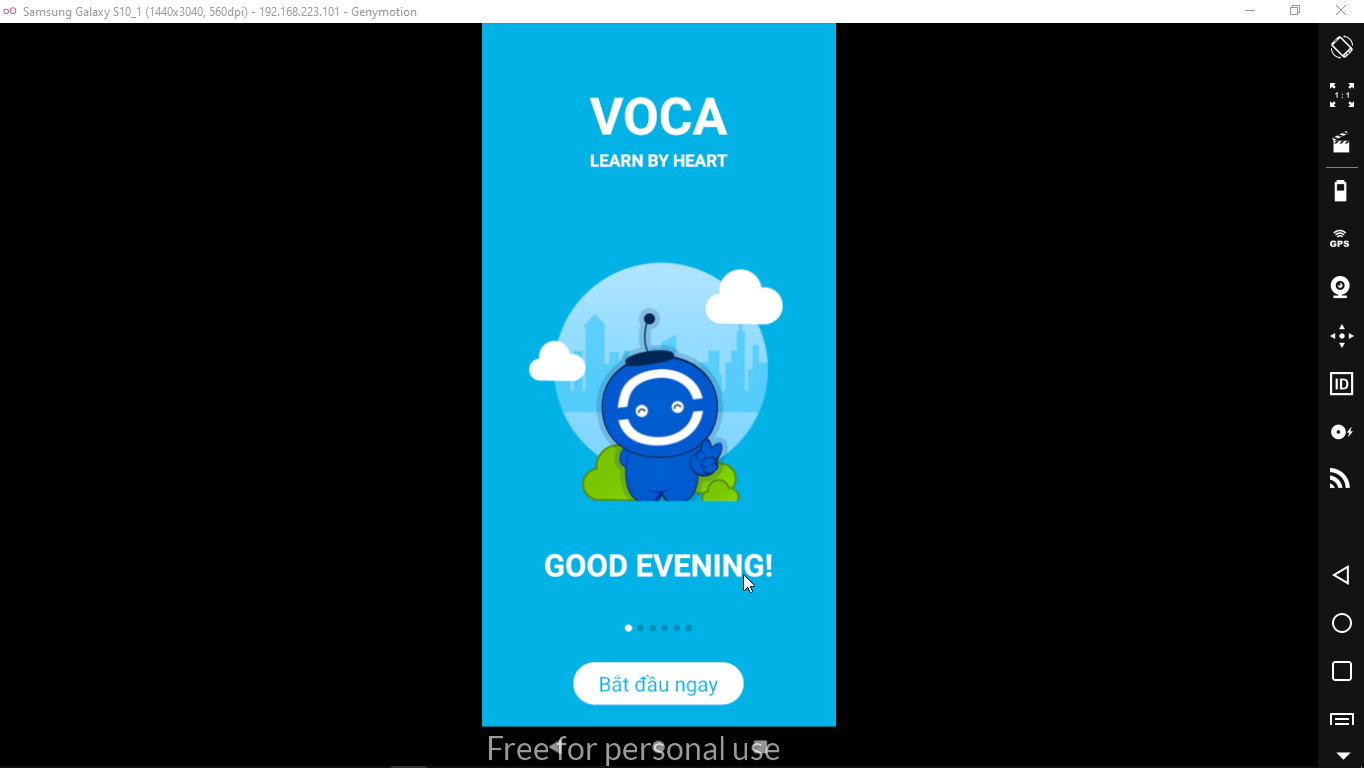 Samsung Galaxy S10_1 (1440x3040, 560dpi) - 192.168.223.101 - Genymotion
1:1
VOCA
LEARN BY HEART
GPS
ID
GOOD EVENING!
Bắt đầu ngay
Free for personal use